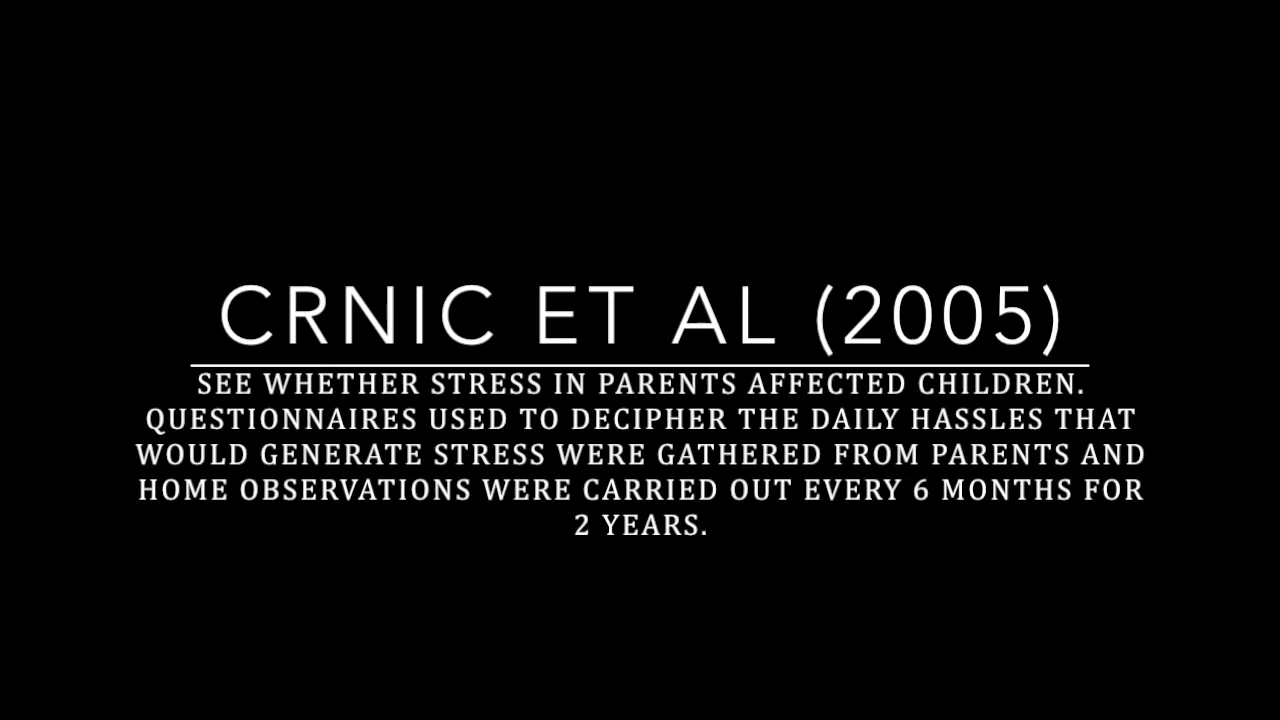 CRNIC ET AL (2005)
SEE WHETHER STRESS IN PARENTS AFFECTED CHILDREN.
QUESTIONNAIRES USED TO DECIPHER THE DAILY HASSLES THAT
WOULD GENERATE STRESS WERE GATHERED FROM PARENTS AND
HOME OBSERVATIONS WERE CARRIED OUT EVERY 6 MONTHS FOR
2 YEARS.